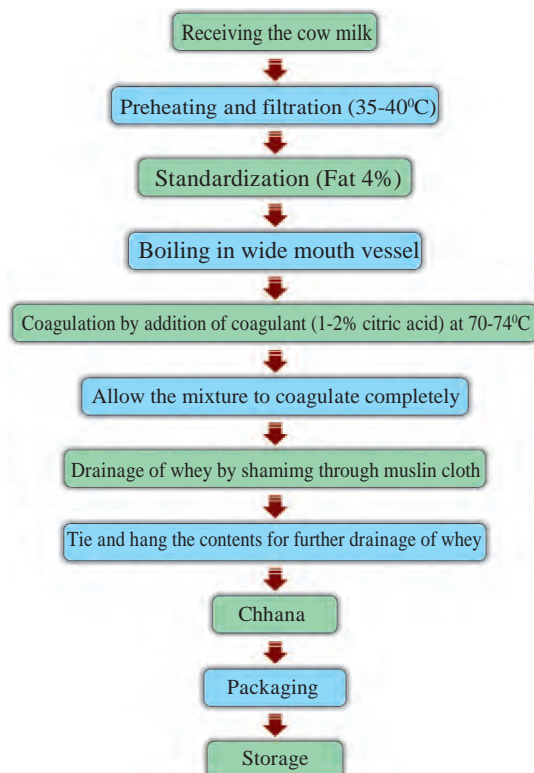 Receiving the cow milk
Preheating and filtration (35-40⁰C)
Standardization (Fat 4%)
Boiling in wide mouth vessel
Coagulation by addition of coagulant (1-2% citric acid) at 70-74⁰C
Allow the mixture to coagulate completely
Drainage of whey by shamimg through muslin cloth
Tie and hang the contents for further drainage of whey
Chhana
Packaging
Storage